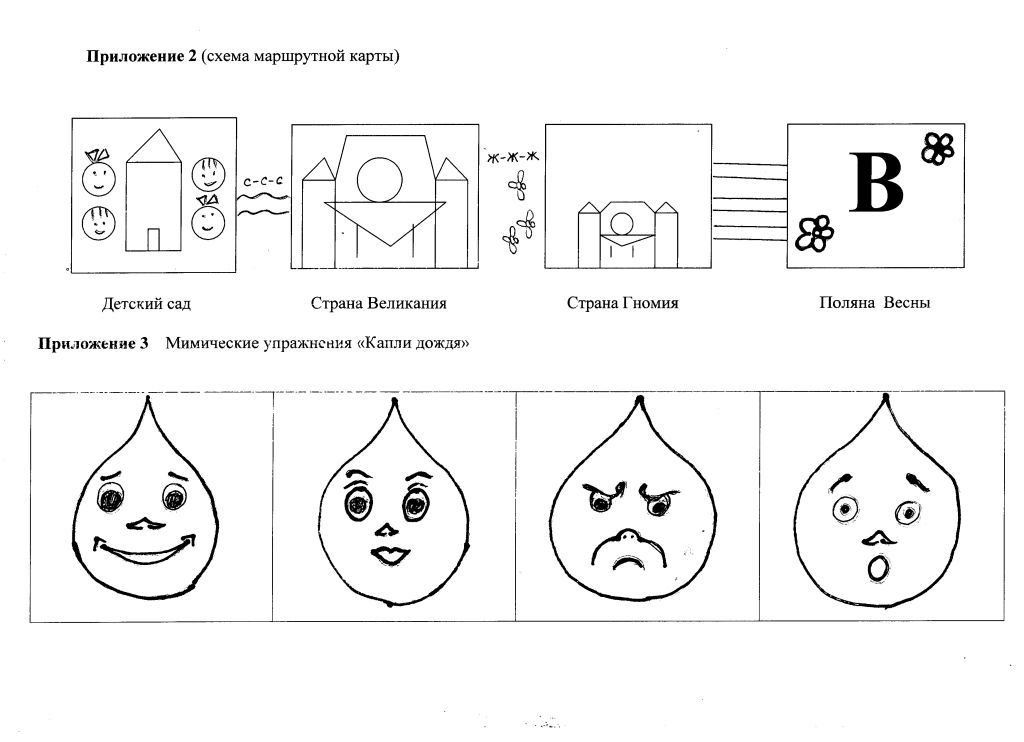 Приложение 2 (схема маршрутной карты)
с-с-с
ж-ж-ж
В
Детский сад
Страна Великания
Страна Гномия
Поляна Весны
Приложение 3 Мимические упражнения «Капли дождя»